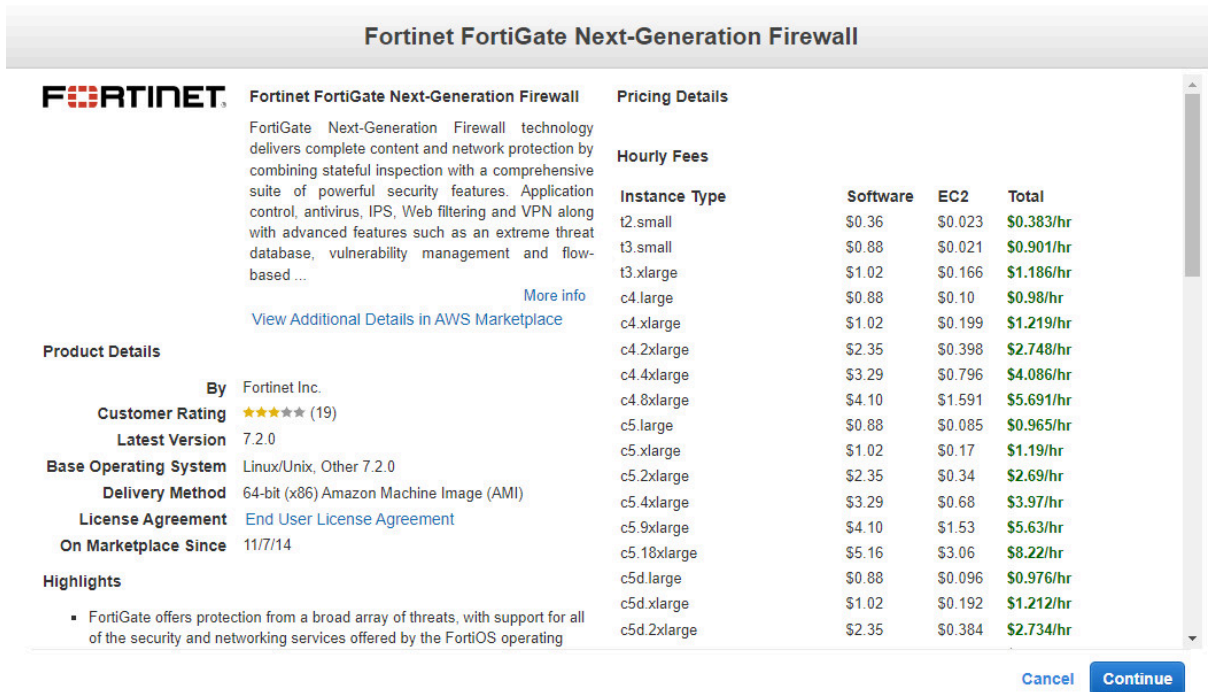 Fortinet FortiGate Next-Generation Firewall
FORTINET
Fortinet FortiGate Next-Generation Firewall
FortiGate Next-Generation Firewall technology
delivers complete content and network protection by
combining stateful inspection with a comprehensive
suite of powerful security features. Application
control, antivirus, IPS, Web filtering and VPN along
with advanced features such as an extreme threat
database, vulnerability management and flow-
based ...
More info
View Additional Details in AWS Marketplace
Product Details
By Fortinet Inc.
Customer Rating ★★★★★ (19)
Latest Version 7.2.0
Base Operating System Linux/Unix, Other 7.2.0
Delivery Method 64-bit (x86) Amazon Machine Image (AMI)
License Agreement End User License Agreement
On Marketplace Since 11/7/14
Highlights
▪ FortiGate offers protection from a broad array of threats, with support for all
of the security and networking services offered by the FortiOS operating
Pricing Details
Hourly Fees
Instance Type Software EC2 Total
t2.small $0.36 $0.023 $0.383/hr
t3.small $0.88 $0.021 $0.901/hr
t3.xlarge $1.02 $0.166 $1.186/hr
c4.large $0.88 $0.10 $0.98/hr
c4.xlarge $1.02 $0.199 $1.219/hr
c4.2xlarge $2.35 $0.398 $2.748/hr
c4.4xlarge $3.29 $0.796 $4.086/hr
c4.8xlarge $4.10 $1.591 $5.691/hr
c5.large $0.88 $0.085 $0.965/hr
c5.xlarge $1.02 $0.17 $1.19/hr
c5.2xlarge $2.35 $0.34 $2.69/hr
c5.4xlarge $3.29 $0.68 $3.97/hr
c5.9xlarge $4.10 $1.53 $5.63/hr
c5.18xlarge $5.16 $3.06 $8.22/hr
c5d.large $0.88 $0.096 $0.976/hr
c5d.xlarge $1.02 $0.192 $1.212/hr
c5d.2xlarge $2.35 $0.384 $2.734/hr
Cancel Continue